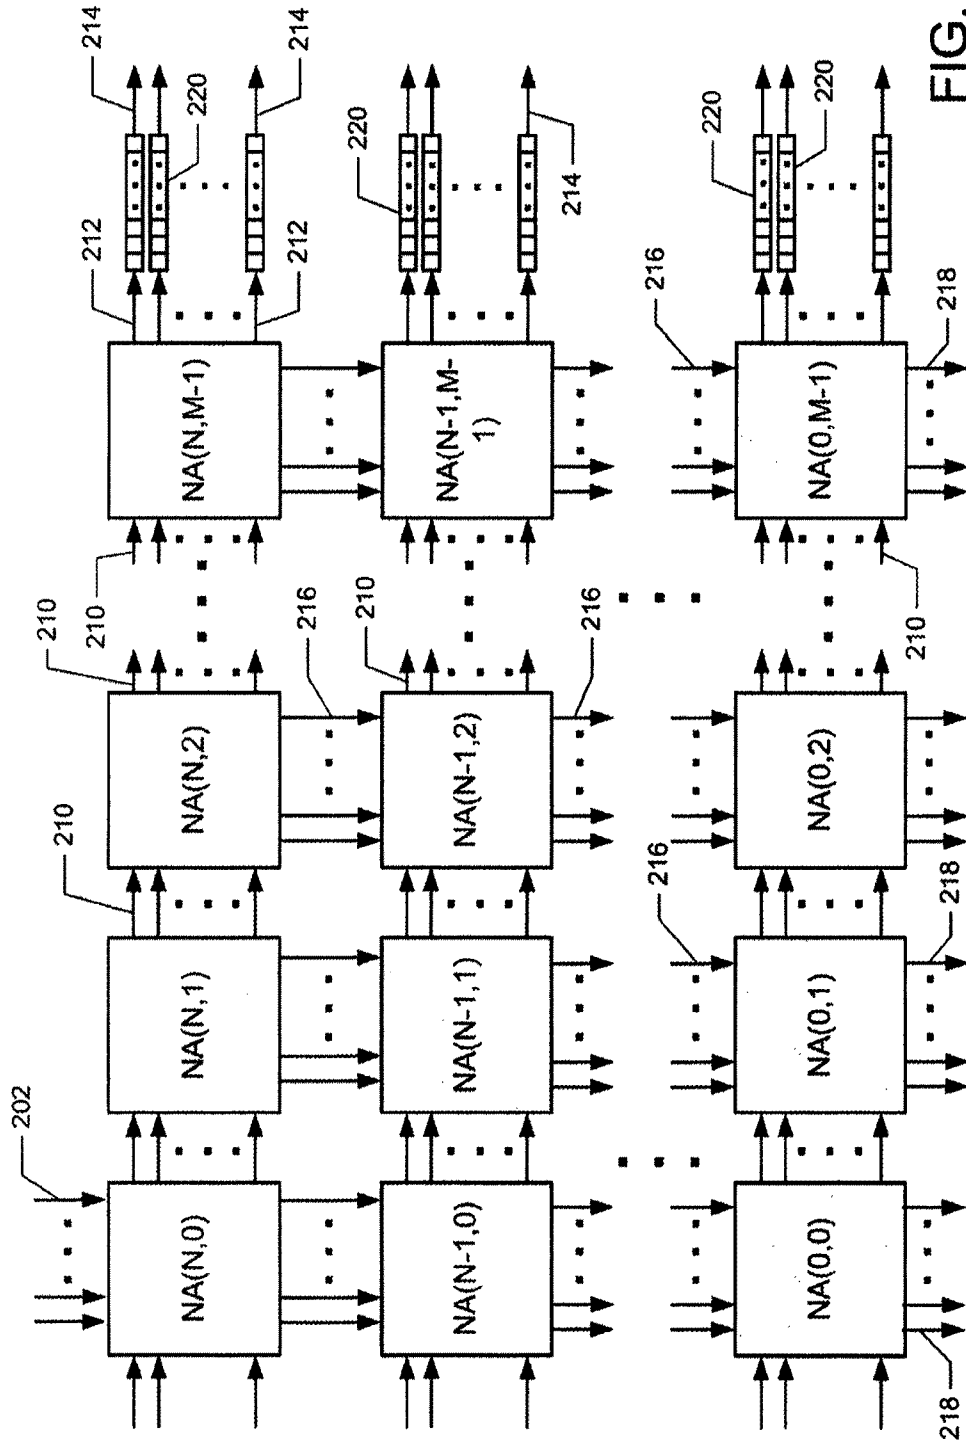 202
210
210
210
212
214
220
214
212
NA(N,0)
NA(N,1)
NA(N,2)
NA(N,M-1)
216
210
220
214
NA(N-1,0)
NA(N-1,1)
NA(N-1,2)
NA(N-1,M-
1)
216
216
216
220
220
NA(0,0)
NA(0,1)
NA(0,2)
NA(0,M-1)
218
218
210
218
FIG.